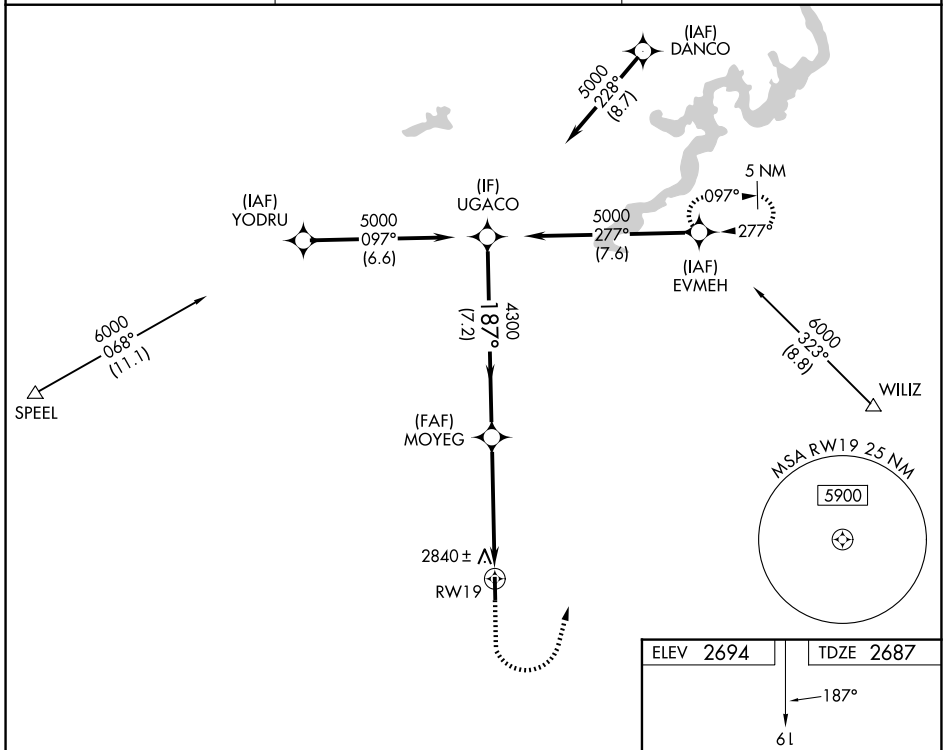 (IAF)
DANCO
5000
228°
(8.7)
5 NM
097°
277°
(IF)
UGACO
(IAF)
YODRU
5000
097°
(6.6)
5000
277°
(7.6)
(IAF)
EVMEH
6000
068°
(11.1)
SPEEL
4300
187°
(7.2)
6000
323°
(8.8)
WILIZ
(FAF)
MOYEG
MSA RW19 25 NM
5900
2840 ±
RW19
ELEV 2694
TDZE 2687
187°
19